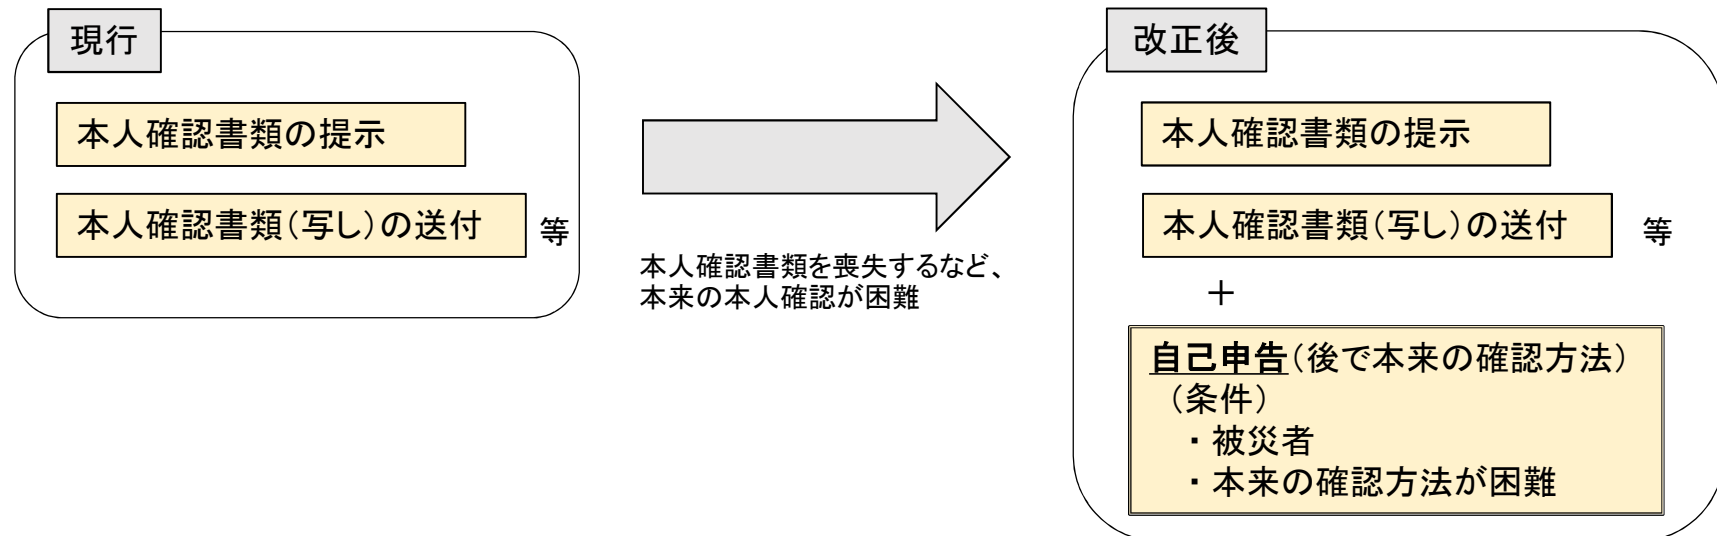 現行
本人確認書類の提示
本人確認書類(写し)の送付 等
本人確認書類を喪失するなど、
本来の本人確認が困難
改正後
本人確認書類の提示
本人確認書類(写し)の送付 等
＋
自己申告(後で本来の確認方法)
(条件)
・被災者
・本来の確認方法が困難